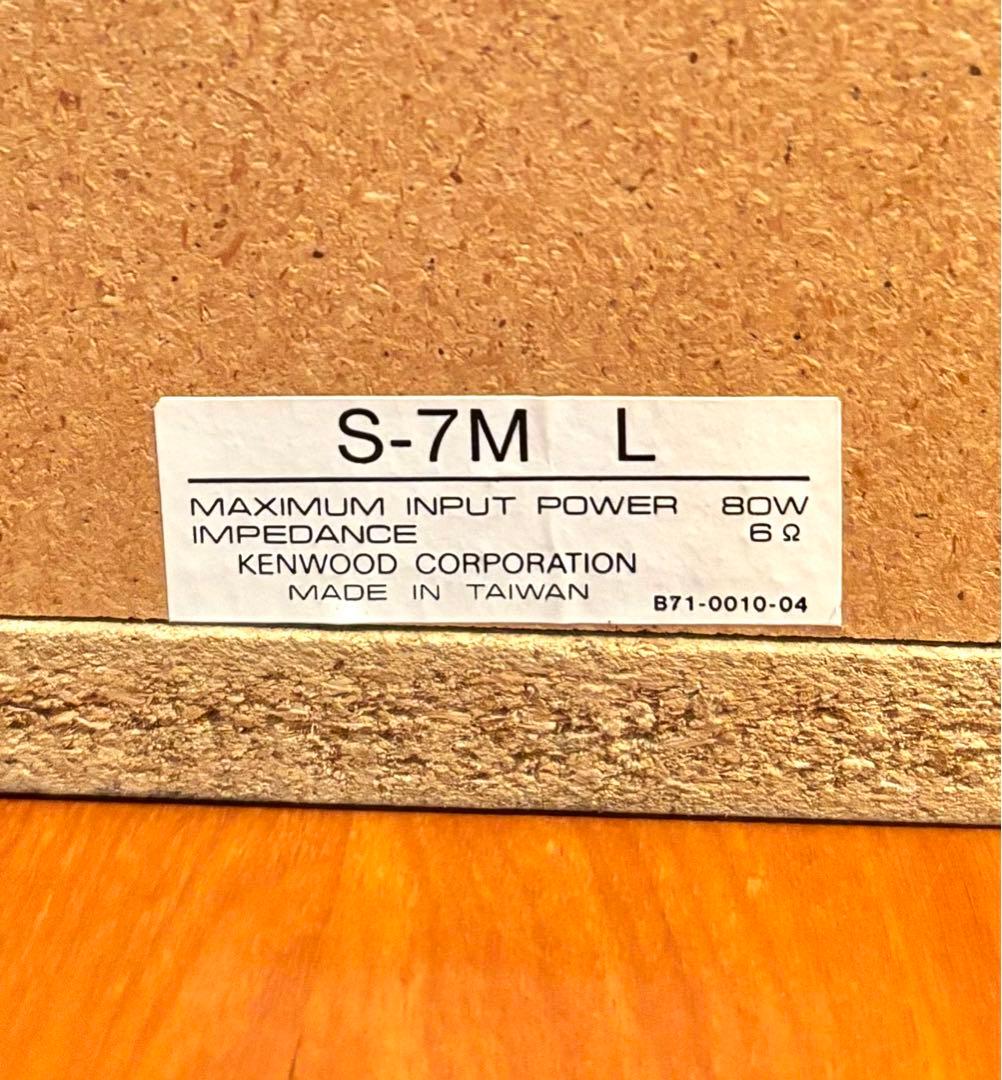 S-7M L
MAXIMUM INPUT POWER 80W
IMPEDANCE 6 Ω
KENWOOD CORPORATION
MADE IN TAIWAN B71-0010-04